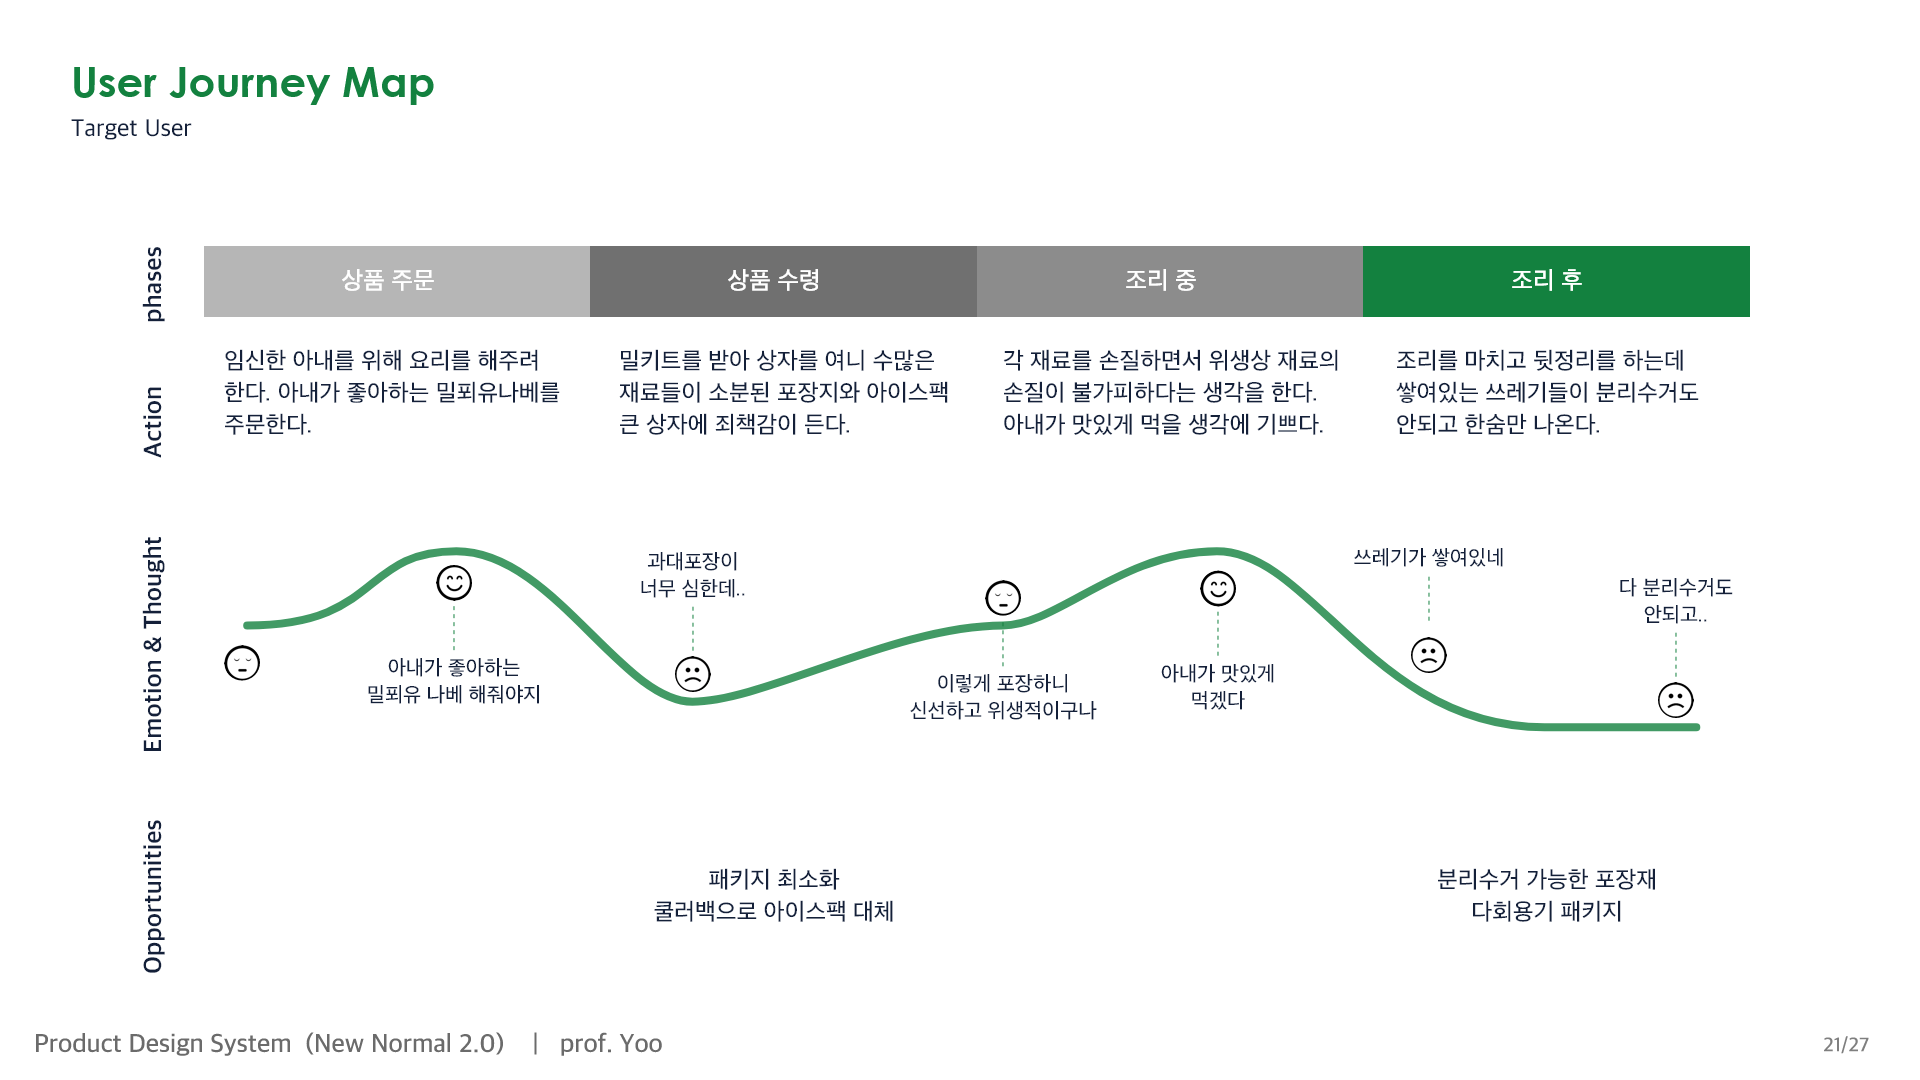 User Journey Map
Target User
phases
상품 주문
상품 수령
조리 중
조리 후
Action
임신한 아내를 위해 요리를 해주려
한다. 아내가 좋아하는 밀푀유나베를
주문한다.
밀키트를 받아 상자를 여니 수많은
재료들이 소분된 포장지와 아이스팩
큰 상자에 죄책감이 든다.
각 재료를 손질하면서 위생상 재료의
손질이 불가피하다는 생각을 한다.
아내가 맛있게 먹을 생각에 기쁘다.
조리를 마치고 뒷정리를 하는데
쌓여있는 쓰레기들이 분리수거도
안되고 한숨만 나온다.
Emotion & Thought
아내가 좋아하는
밀푀유 나베 해줘야지
과대포장이
너무 심한데..
이렇게 포장하니
신선하고 위생적이구나
아내가 맛있게
먹겠다
쓰레기가 쌓여있네
다 분리수거도
안되고..
Opportunities
패키지 최소화
쿨러백으로 아이스팩 대체
분리수거 가능한 포장재
다회용기 패키지
Product Design System (New Normal 2.0) | prof. Yoo
21/27